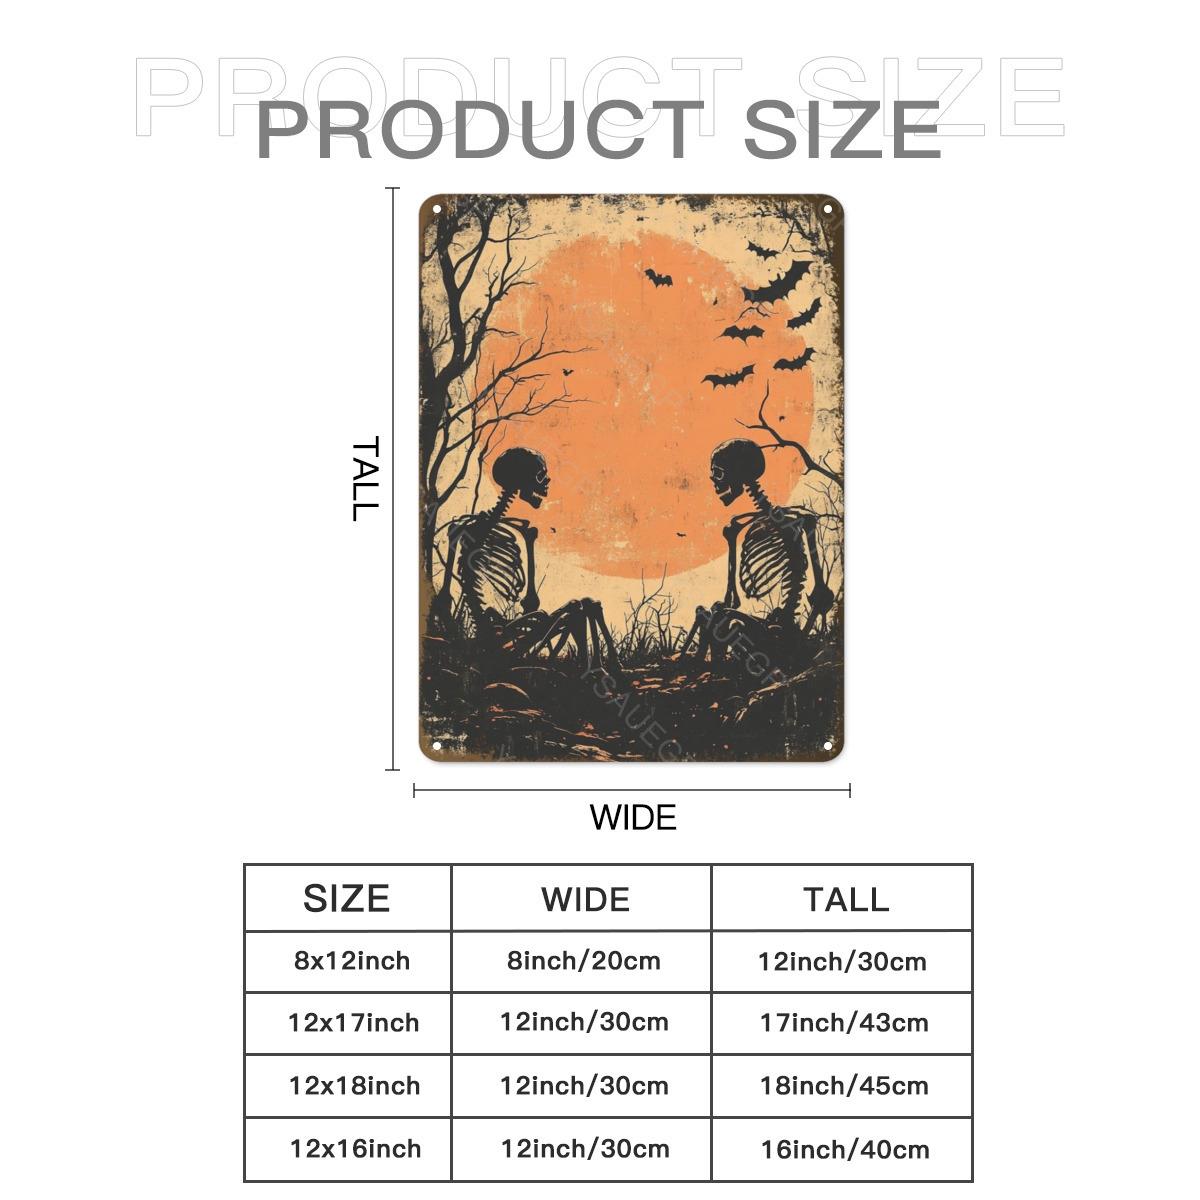 PRODUCT SIZE
PRODUCT SIZE
TALL
WIDE
SIZE WIDE TALL
8x12inch 8inch/20cm 12inch/30cm
12x17inch 12inch/30cm 17inch/43cm
12x18inch 12inch/30cm 18inch/45cm
12x16inch 12inch/30cm 16inch/40cm